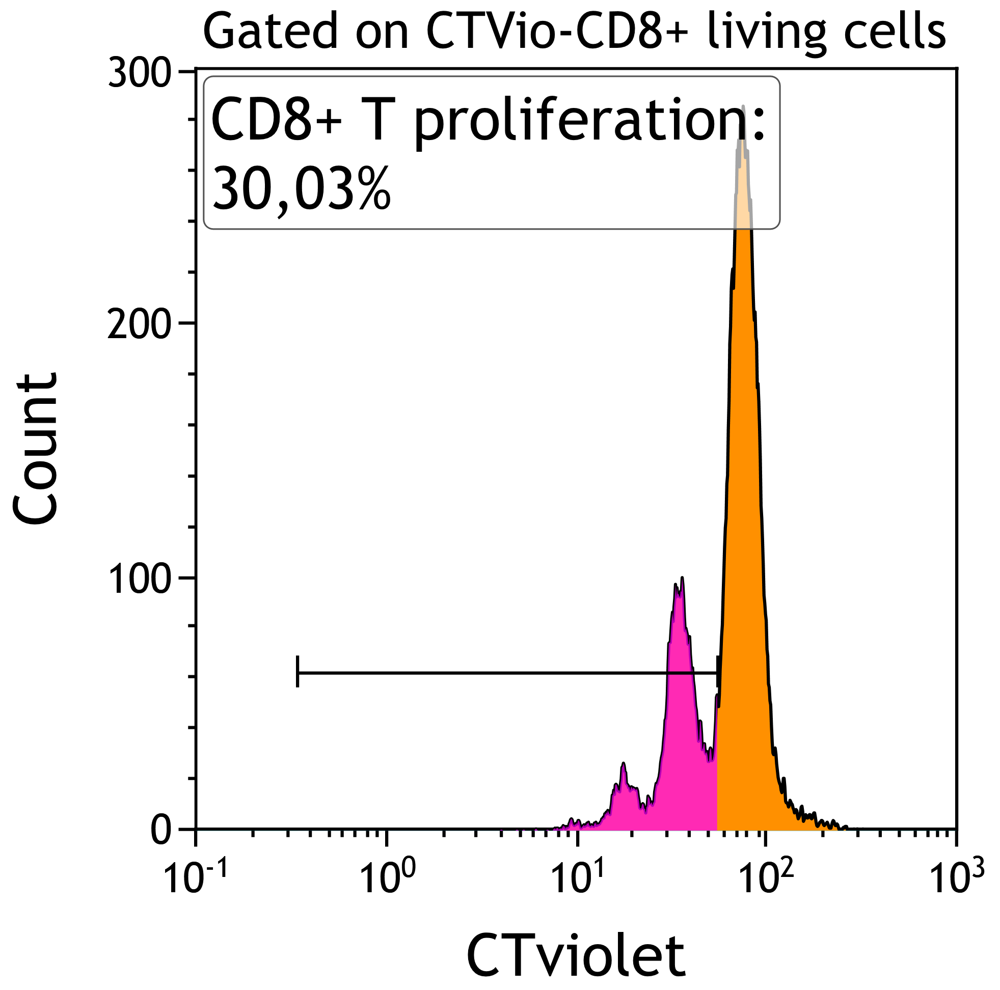 Gated on CTVio-CD8+ living cells
CD8+ T proliferation:
30,03%
300
200
100
0
Count
10⁻¹ 10⁰ 10¹ 10² 10³
CTviolet